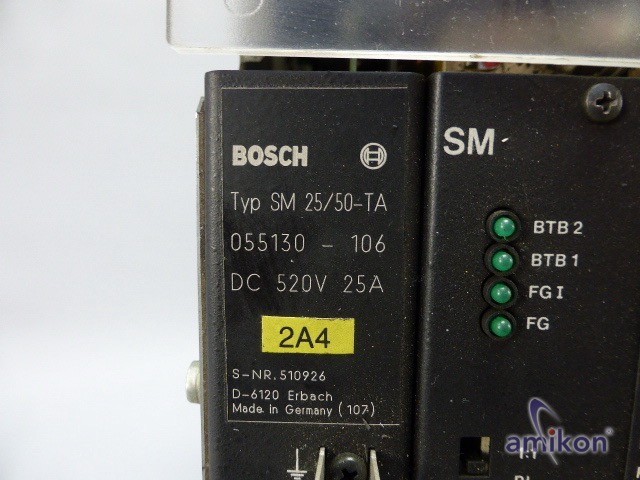 BOSCH
Typ SM 25/50-TA
055130 - 106
DC 520V 25A
2A4
S-NR. 510926
D-6120 Erbach
Made in Germany (107)
SM
BTB 2
BTB 1
FG I
FG
amikon